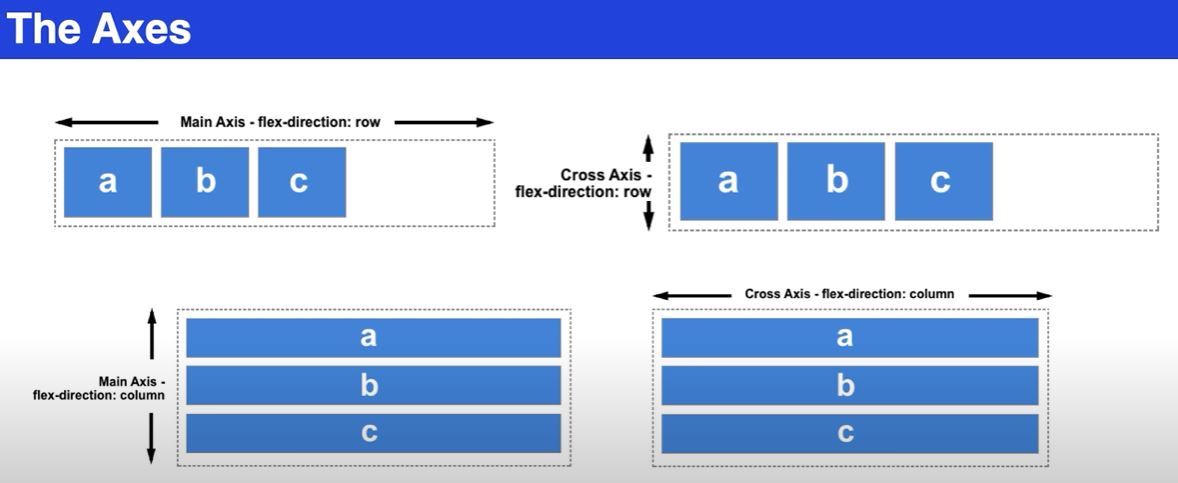 The Axes
Main Axis - flex-direction: row
a b c
Cross Axis -
flex-direction: row
a b c
Main Axis -
flex-direction: column
a
b
c
Cross Axis - flex-direction: column
a
b
c